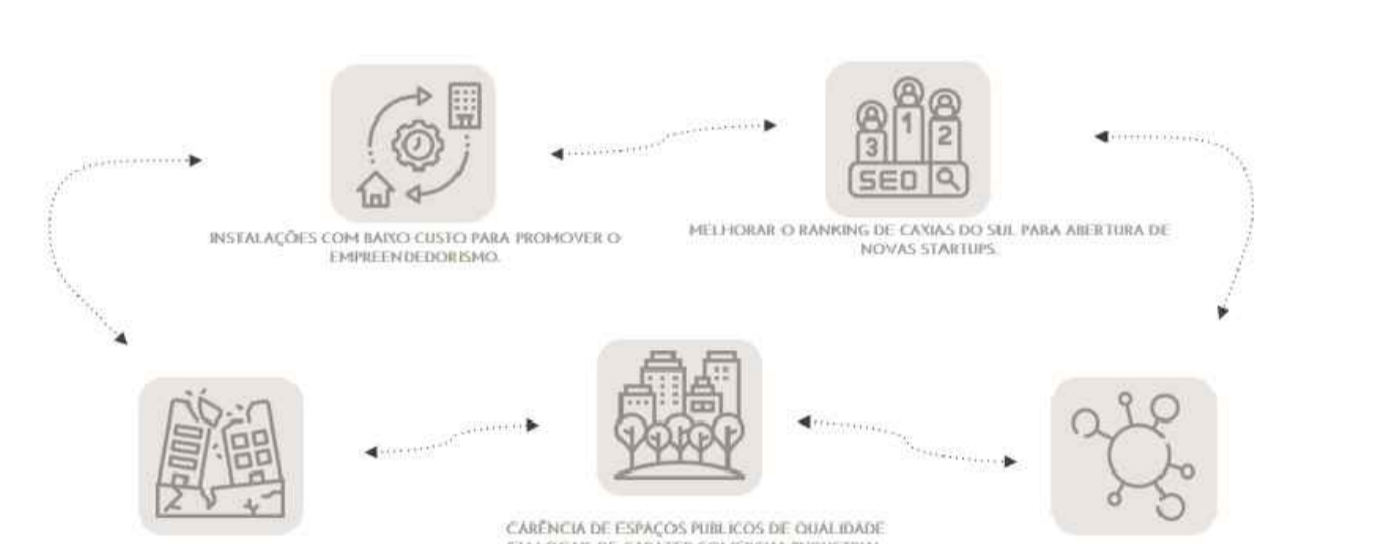 3
1
2
SEO
INSTALAÇÕES COM BAIXO CUSTO PARA PROMOVER O
EMPREENDEDORISMO.
MELHORAR O RANKING DE CAXIAS DO SUL PARA ABERTURA DE
NOVAS STARTUPS.
CARÊNCIA DE ESPAÇOS PUBLICOS DE QUALIDADE